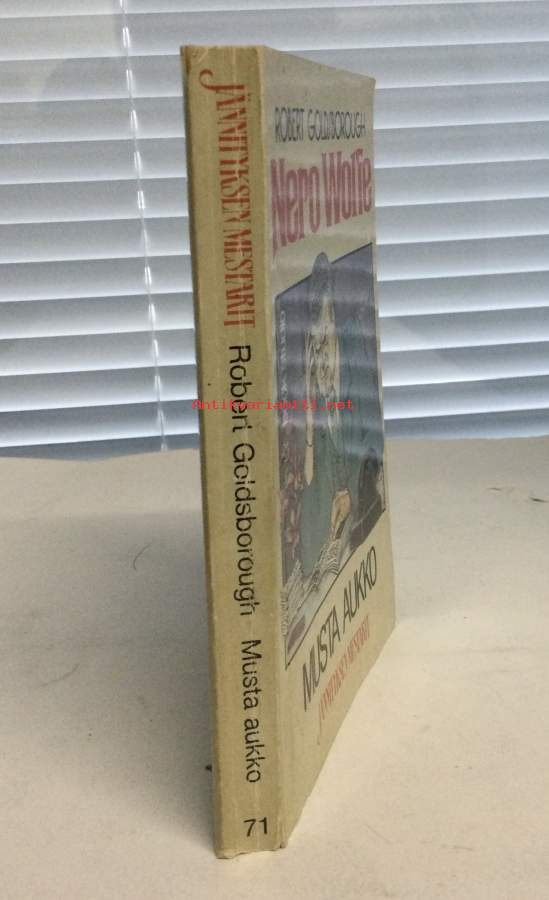 JÄNNITYKSEN MESTARIT
Robert Goldsborough Musta aukko
71
ROBERT GOLDSBOROUGH
Nero Wolfe
MUSTA AUKKO
JÄNNITYKSEN MESTARIT
Antikvariaatti.net